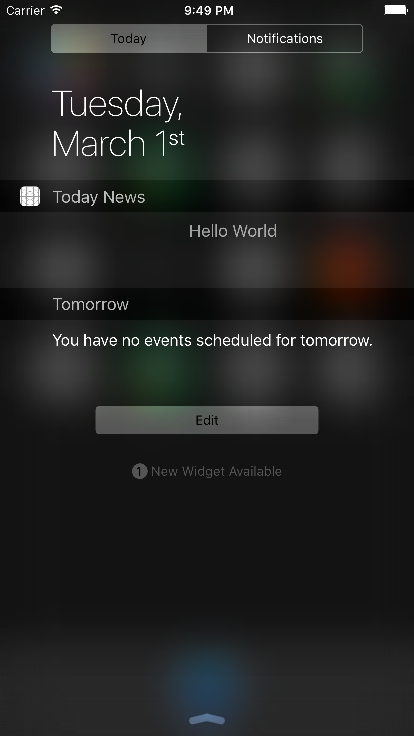 Carrier 9:49 PM
Today Notifications
Tuesday,
March 1st
Today News
Hello World
Tomorrow
You have no events scheduled for tomorrow.
Edit
1 New Widget Available